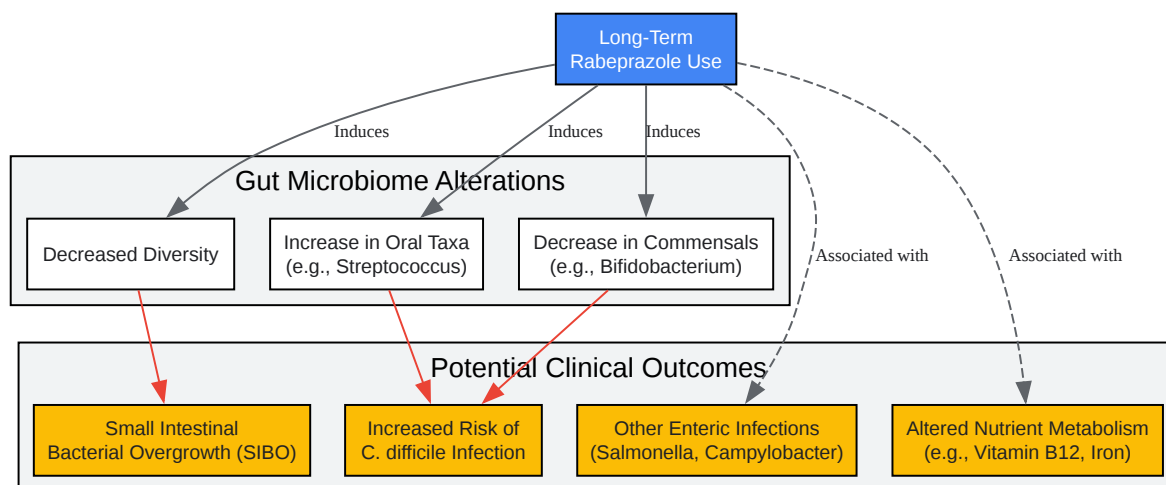 Long-Term
Rabeprazole Use
Induces
Induces
Induces
Gut Microbiome Alterations
Decreased Diversity
Increase in Oral Taxa
(e.g., Streptococcus)
Decrease in Commensals
(e.g., Bifidobacterium)
Associated with
Associated with
Potential Clinical Outcomes
Small Intestinal
Bacterial Overgrowth (SIBO)
Increased Risk of
C. difficile Infection
Other Enteric Infections
(Salmonella, Campylobacter)
Altered Nutrient Metabolism
(e.g., Vitamin B12, Iron)